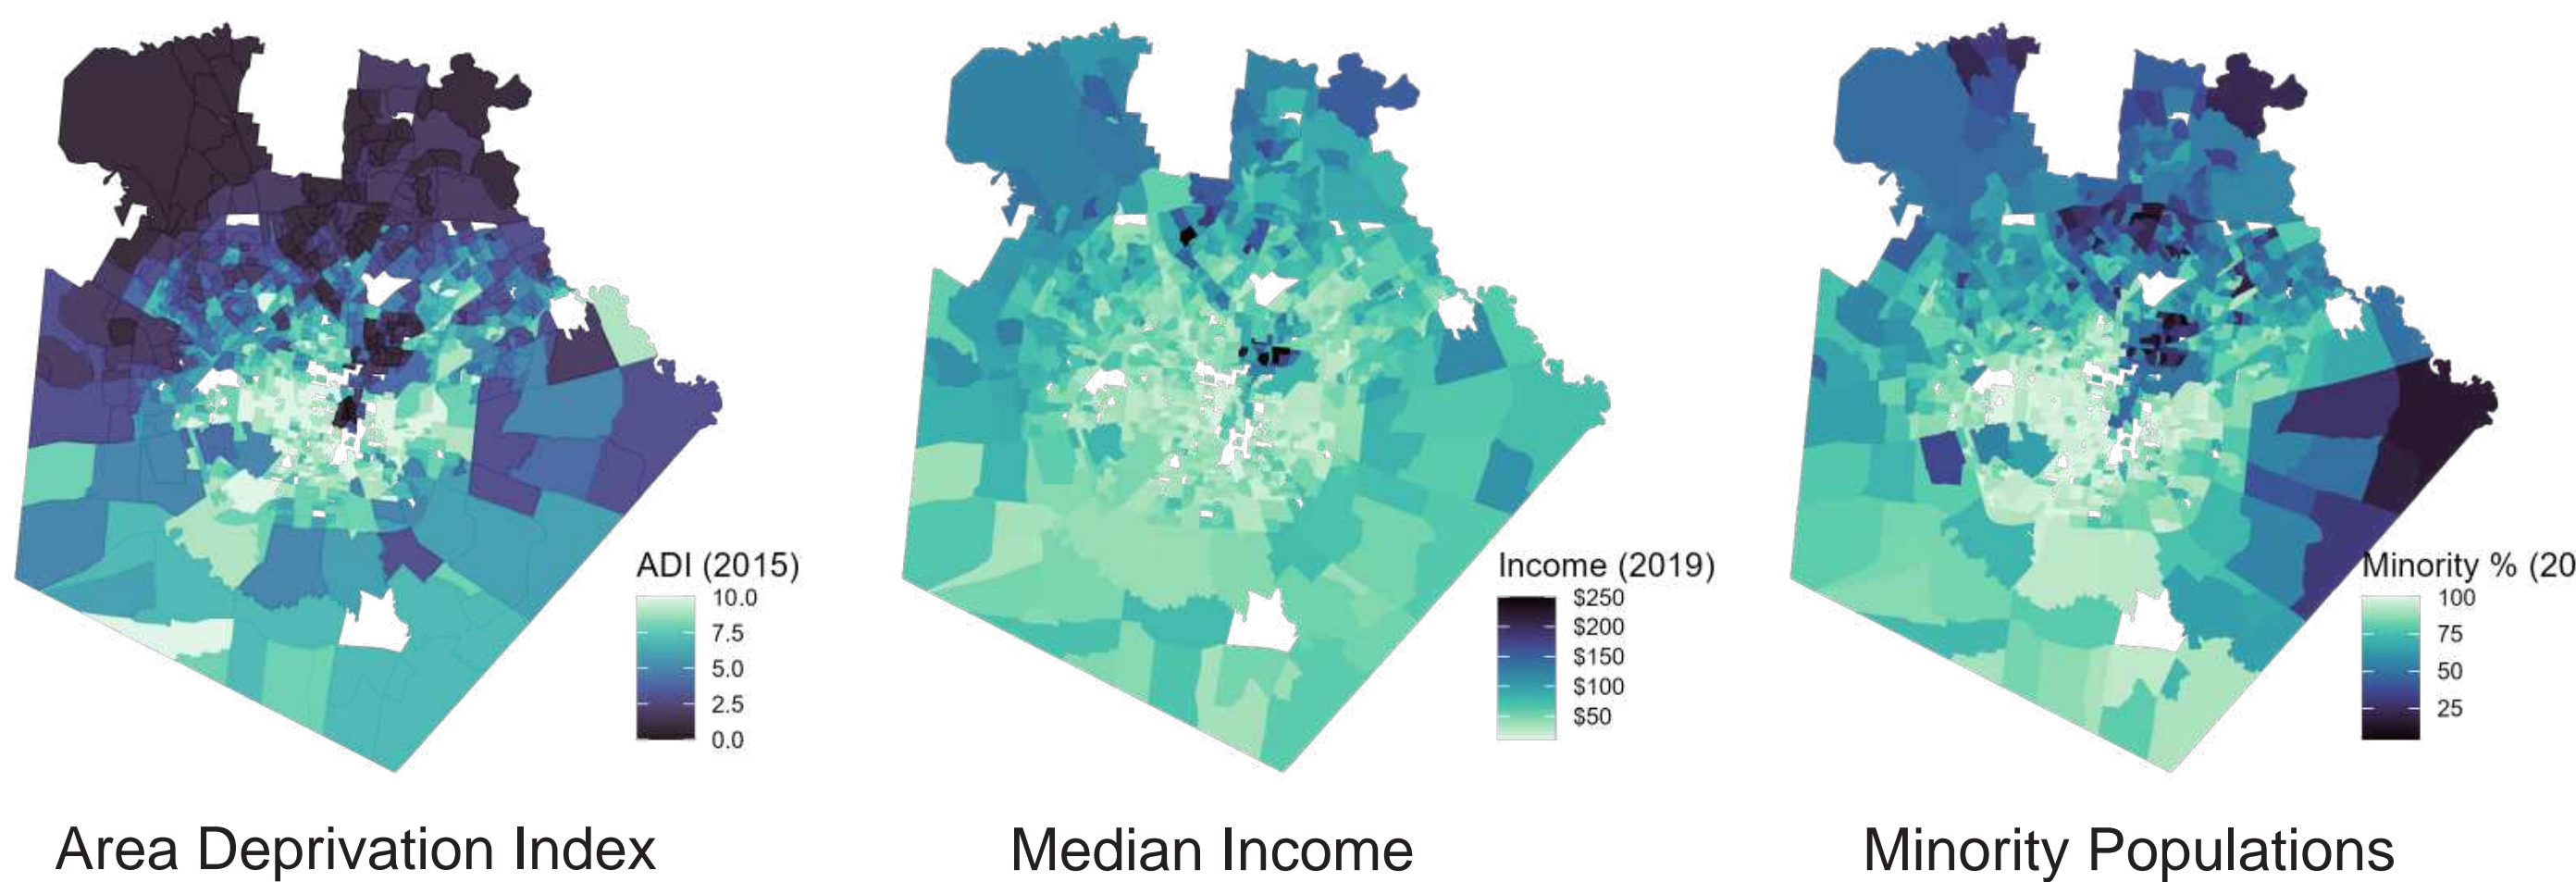 ADI (2015)
10.0
7.5
5.0
2.5
0.0
Income (2019)
$250
$200
$150
$100
$50
Minority % (20
100
75
50
25
Area Deprivation Index
Median Income
Minority Populations